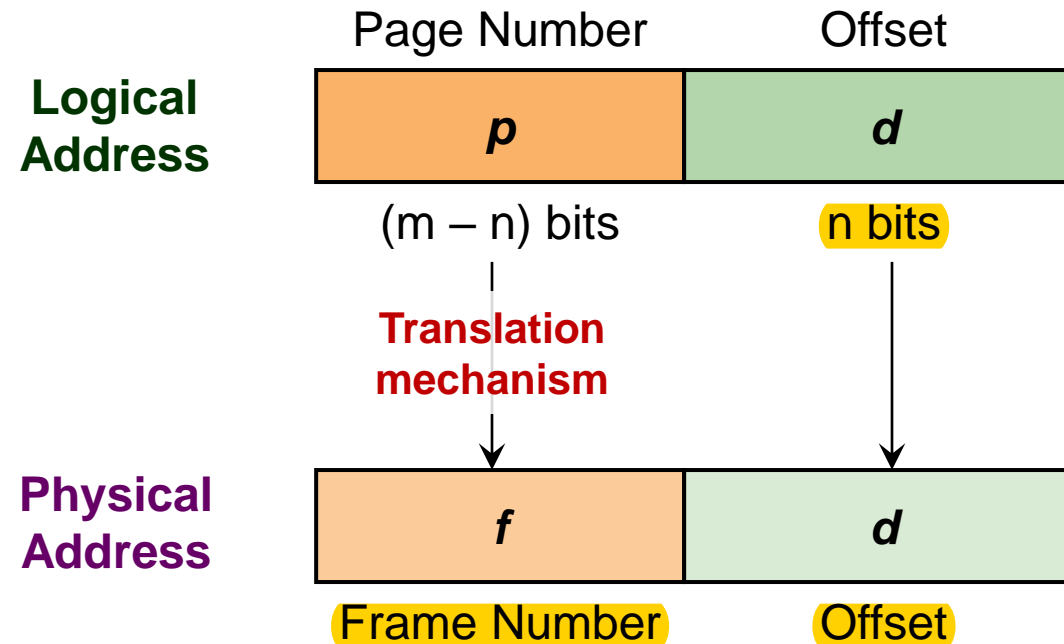 Page Number Offset
Logical
Address
p d
(m – n) bits n bits
Translation
mechanism
Physical
Address
f d
Frame Number Offset